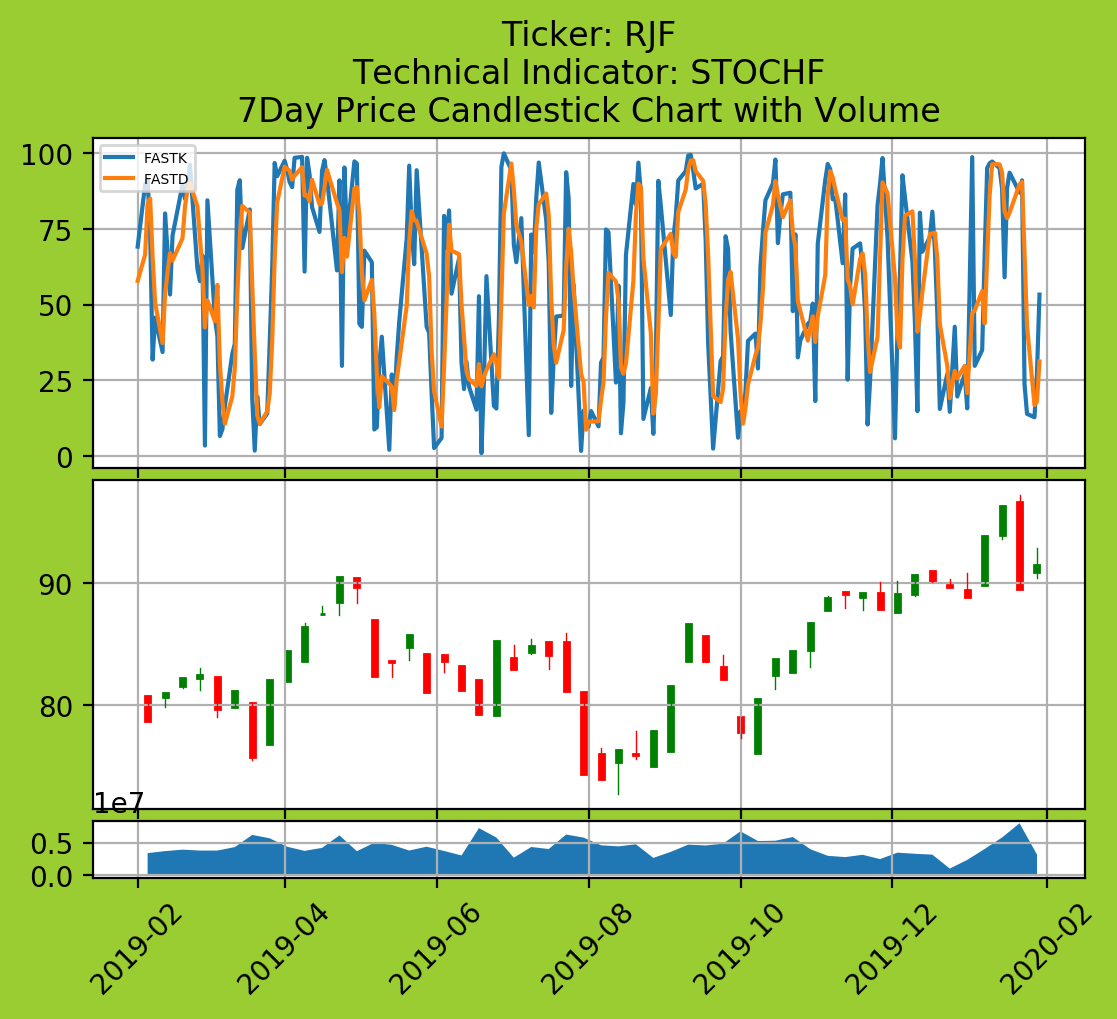 Ticker: RJF
Technical Indicator: STOCHF
7Day Price Candlestick Chart with Volume
100
75
50
25
0
FASTK
FASTD
90
80
1e7
0.5
0.0
2019-02
2019-04
2019-06
2019-08
2019-10
2019-12
2020-02